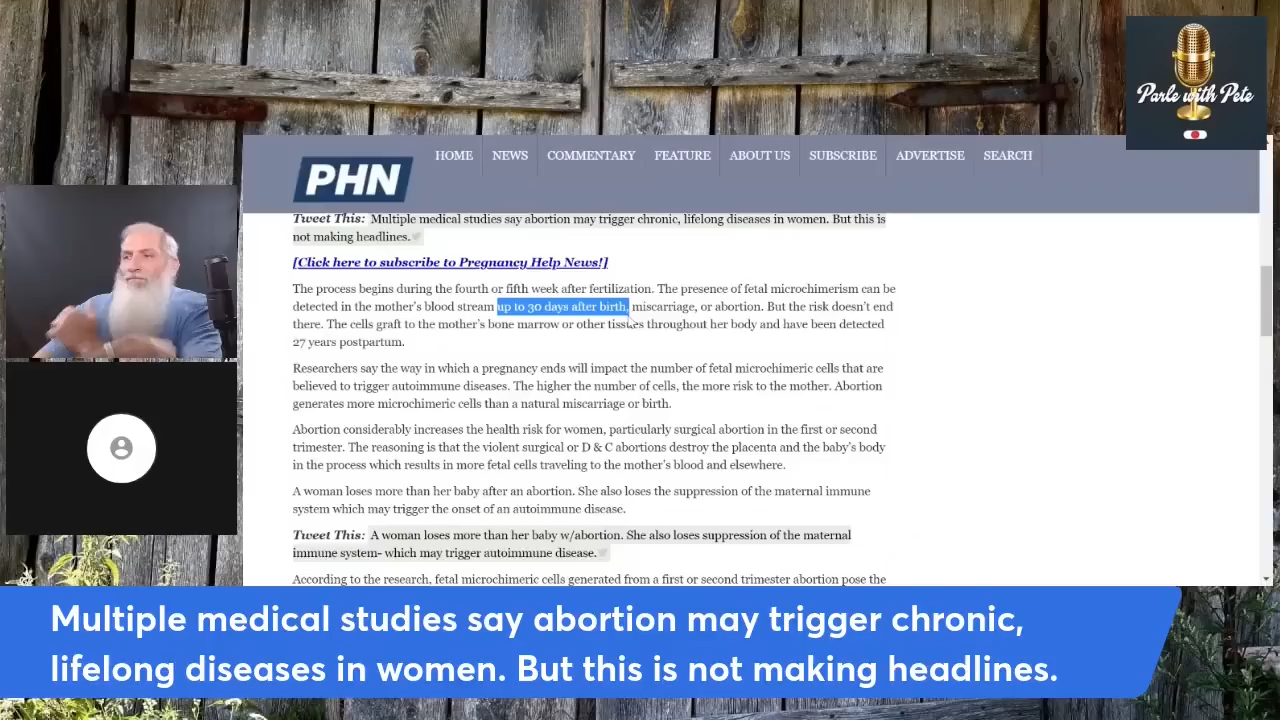 Parle with Pete
PHN
HOME NEWS COMMENTARY FEATURE ABOUT US SUBSCRIBE ADVERTISE SEARCH
Tweet This: Multiple medical studies say abortion may trigger chronic, lifelong diseases in women. But this is
not making headlines.
[Click here to subscribe to Pregnancy Help News!]
The process begins during the fourth or fifth week after fertilization. The presence of fetal microchimerism can be
detected in the mother's blood stream up to 30 days after birth, miscarriage, or abortion. But the risk doesn't end
there. The cells graft to the mother's bone marrow or other tissues throughout her body and have been detected
27 years postpartum.
Researchers say the way in which a pregnancy ends will impact the number of fetal microchimeric cells that are
believed to trigger autoimmune diseases. The higher the number of cells, the more risk to the mother. Abortion
generates more microchimeric cells than a natural miscarriage or birth.
Abortion considerably increases the health risk for women, particularly surgical abortion in the first or second
trimester. The reasoning is that the violent surgical or D & C abortions destroy the placenta and the baby's body
in the process which results in more fetal cells traveling to the mother's blood and elsewhere.
A woman loses more than her baby after an abortion. She also loses the suppression of the maternal immune
system which may trigger the onset of an autoimmune disease.
Tweet This: A woman loses more than her baby w/abortion. She also loses suppression of the maternal
immune system- which may trigger autoimmune disease.
According to the research, fetal microchimeric cells generated from a first or second trimester abortion pose the
Multiple medical studies say abortion may trigger chronic,
lifelong diseases in women. But this is not making headlines.